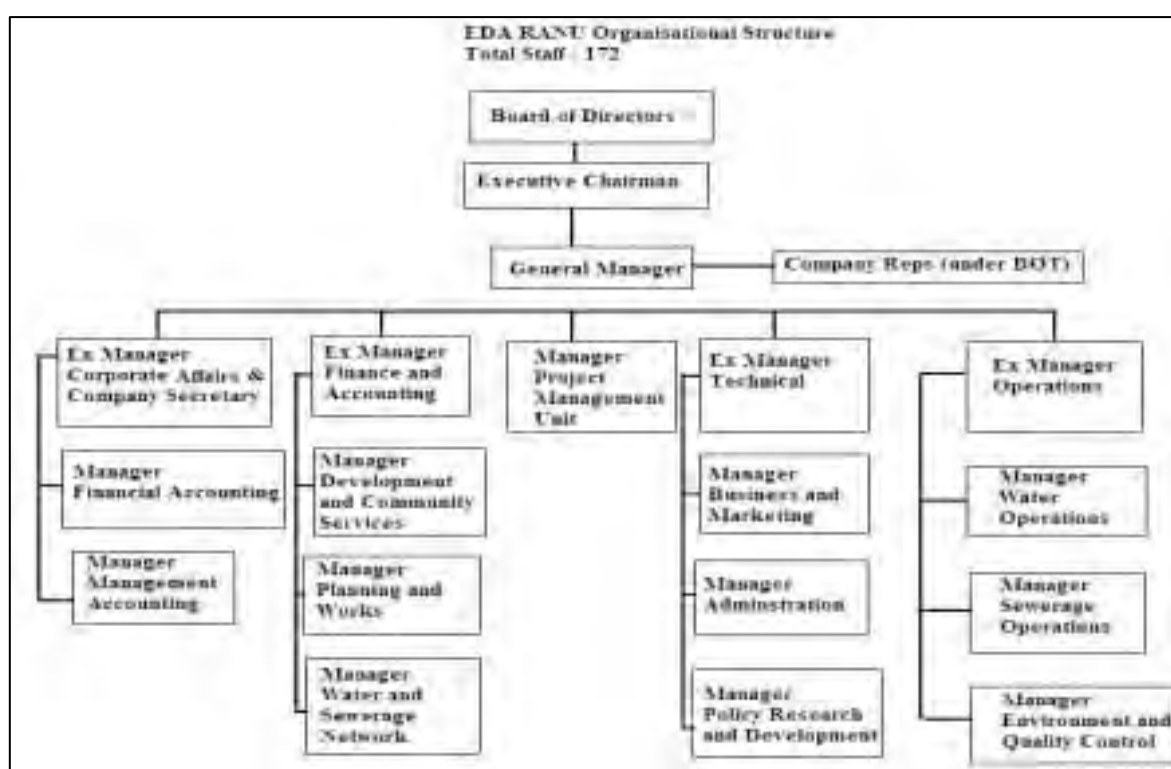 EDA RANU Organisational Structure
Total Staff - 172
Board of Directors
Executive Chairman
General Manager
Company Reps (under BOT)
Ex Manager
Corporate Affairs &
Company Secretary
Manager
Financial Accounting
Manager
Management
Accounting
Ex Manager
Finance and
Accounting
Manager
Development
and Community
Services
Manager
Planning and
Works
Manager
Water and
Sewerage
Network
Manager
Project
Management
Unit
Ex Manager
Technical
Manager
Business and
Marketing
Manager
Adminstration
Manager
Policy Research
and Development
Ex Manager
Operations
Manager
Water
Operations
Manager
Sewerage
Operations
Manager
Environment and
Quality Control